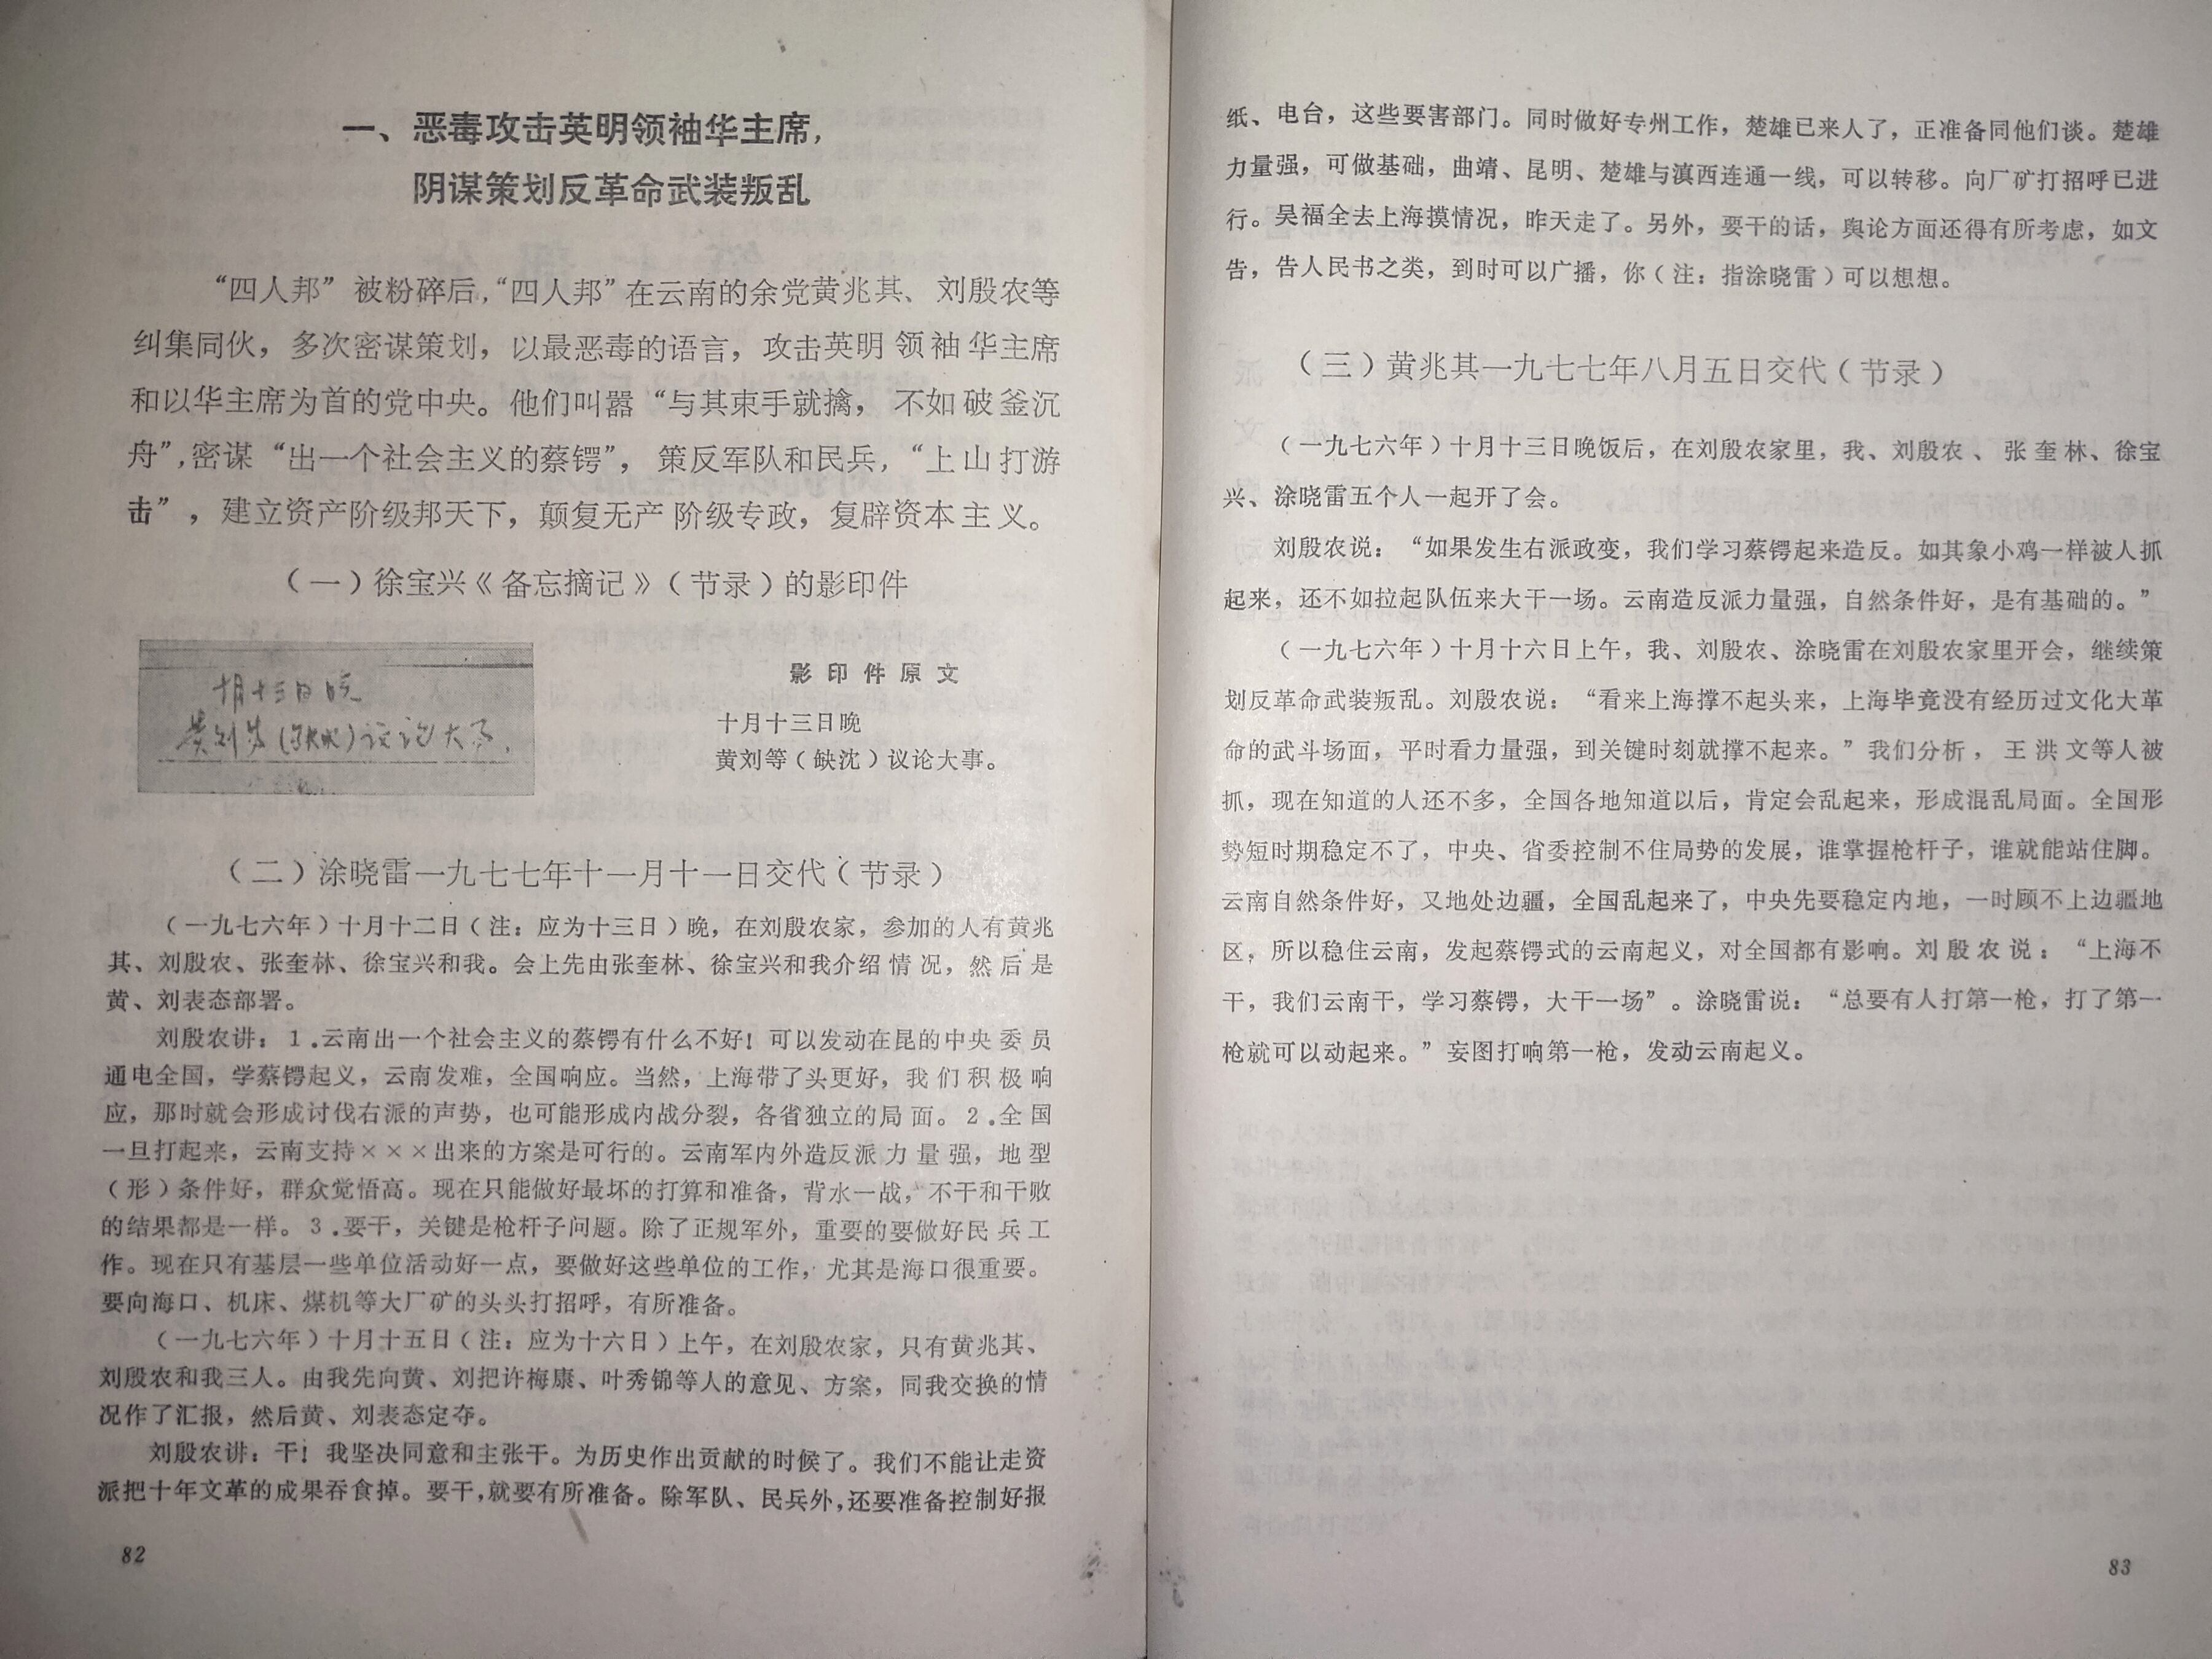 一、恶毒攻击英明领袖华主席，
阴谋策划反革命武装叛乱
“四人邦”被粉碎后，“四人邦”在云南的余党黄兆其、刘殷农等
纠集同伙，多次密谋策划，以最恶毒的语言，攻击英明领袖华主席
和以华主席为首的党中央。他们叫嚣“与其束手就擒，不如破釜沉
舟”，密谋“出一个社会主义的蔡锷”，策反军队和民兵，“上山打游
击”，建立资产阶级邦天下，颠复无产阶级专政，复辟资本主义。
（一）徐宝兴《备忘摘记》（节录）的影印件
十月十三日晚
黄刘等（缺沈）议论大事，
影印件原文
十月十三日晚
黄刘等（缺沈）议论大事。
（二）涂晓雷一九七七年十一月十一日交代（节录）
（一九七六年）十月十二日（注：应为十三日）晚，在刘殷农家，参加的人有黄兆
其、刘殷农、张奎林、徐宝兴和我。会上先由张奎林、徐宝兴和我介绍情况，然后是
黄、刘表态部署。
刘殷农讲：1.云南出一个社会主义的蔡锷有什么不好！可以发动在昆的中央委员
通电全国，学蔡锷起义，云南发难，全国响应。当然，上海带了头更好，我们积极响
应，那时就会形成讨伐右派的声势，也可能形成内战分裂，各省独立的局面。2.全国
一旦打起来，云南支持×××出来的方案是可行的。云南军内外造反派力量强，地型
（形）条件好，群众觉悟高。现在只能做好最坏的打算和准备，背水一战，不干和干败
的结果都是一样。3.要干，关键是枪杆子问题。除了正规军外，重要的要做好民兵工
作。现在只有基层一些单位活动好一点，要做好这些单位的工作，尤其是海口很重要。
要向海口、机床、煤机等大厂矿的头头打招呼，有所准备。
（一九七六年）十月十五日（注：应为十六日）上午，在刘殷农家，只有黄兆其、
刘殷农和我三人。由我先向黄、刘把许梅康、叶秀锦等人的意见、方案，同我交换的情
况作了汇报，然后黄、刘表态定夺。
刘殷农讲：干！我坚决同意和主张干。为历史作出贡献的时候了。我们不能让走资
派把十年文革的成果吞食掉。要干，就要有所准备。除军队、民兵外，还要准备控制好报
82
纸、电台，这些要害部门。同时做好专州工作，楚雄已来人了，正准备同他们谈。楚雄
力量强，可做基础，曲靖、昆明、楚雄与滇西连通一线，可以转移。向厂矿打招呼已进
行。吴福全去上海摸情况，昨天走了。另外，要干的话，舆论方面还得有所考虑，如文
告，告人民书之类，到时可以广播，你（注：指涂晓雷）可以想想。
（三）黄兆其一九七七年八月五日交代（节录）
（一九七六年）十月十三日晚饭后，在刘殷农家里，我、刘殷农、张奎林、徐宝
兴、涂晓雷五个人一起开了会。
刘殷农说：“如果发生右派政变，我们学习蔡锷起来造反。如其象小鸡一样被人抓
起来，还不如拉起队伍来大干一场。云南造反派力量强，自然条件好，是有基础的。”
（一九七六年）十月十六日上午，我、刘殷农、涂晓雷在刘殷农家里开会，继续策
划反革命武装叛乱。刘殷农说：“看来上海撑不起头来，上海毕竟没有经历过文化大革
命的武斗场面，平时看力量强，到关键时刻就撑不起来。”我们分析，王洪文等人被
抓，现在知道的人还不多，全国各地知道以后，肯定会乱起来，形成混乱局面。全国形
势短时期稳定不了，中央、省委控制不住局势的发展，谁掌握枪杆子，谁就能站住脚。
云南自然条件好，又地处边疆，全国乱起来了，中央先要稳定内地，一时顾不上边疆地
区，所以稳住云南，发起蔡锷式的云南起义，对全国都有影响。刘殷农说：“上海不
干，我们云南干，学习蔡锷，大干一场”。涂晓雷说：“总要有人打第一枪，打了第一
枪就可以动起来。”妄图打响第一枪，发动云南起义。
83